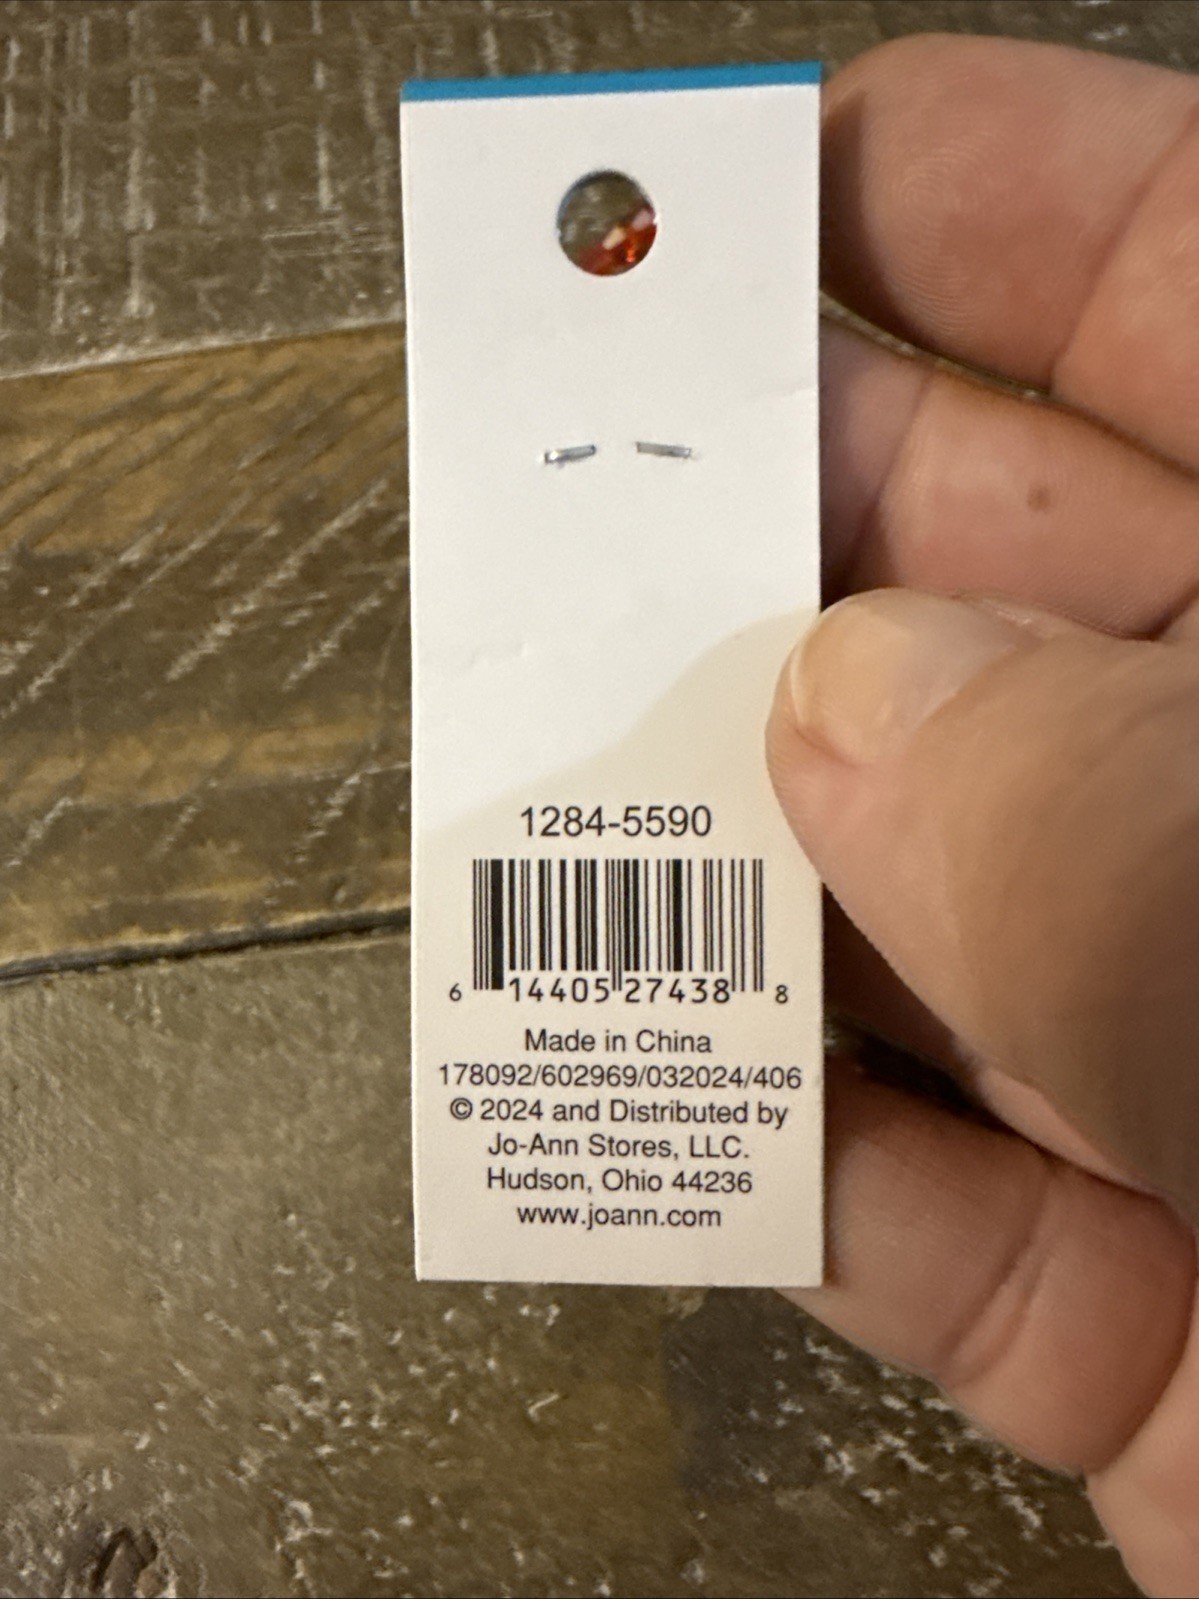 1284-5590
6 14405 27438 8
Made in China
178092/602969/032024/406
© 2024 and Distributed by
Jo-Ann Stores, LLC.
Hudson, Ohio 44236
www.joann.com